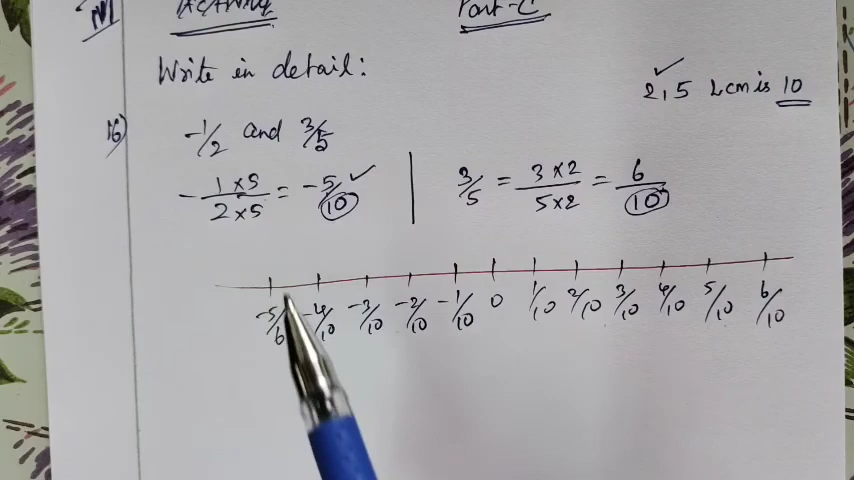 Part-C
Write in detail:
2,5 Lcm is 10
16)
-1/2 and 3/5
- 1×5/2×5 = -5/10
3/5 = 3×2/5×2 = 6/10
-5/6 -4/10 -3/10 -2/10 -1/10 0 1/10 2/10 3/10 4/10 5/10 6/10